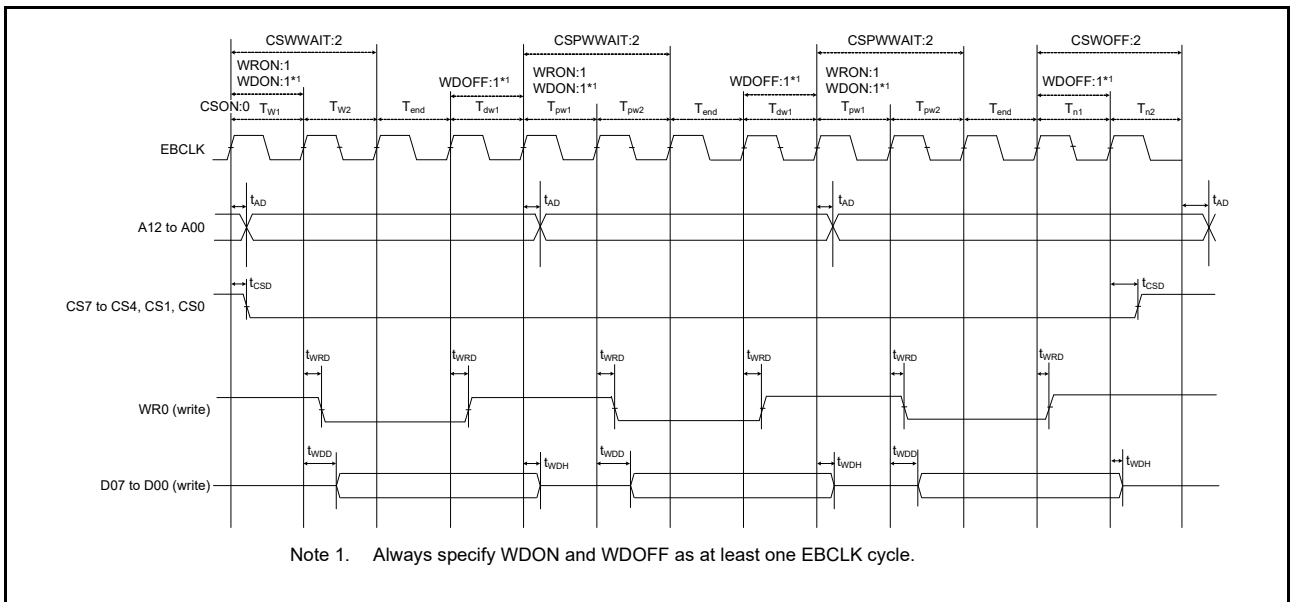 CSWWAIT:2 CSPWWAIT:2 CSPWWAIT:2 CSWOFF:2
WRON:1 WRON:1 WRON:1
WDON:1*1 WDOFF:1*1 WDON:1*1 WDOFF:1*1 WDON:1*1 WDOFF:1*1
CSON:0 TW1 TW2 Tend Tdw1 Tpw1 Tpw2 Tend Tdw1 Tpw1 Tpw2 Tend Tn1 Tn2
EBCLK
tAD tAD tAD tAD
A12 to A00
tCSD tCSD
CS7 to CS4, CS1, CS0
tWRD tWRD tWRD tWRD tWRD tWRD
WR0 (write)
tWDD tWDH tWDD tWDH tWDD tWDH
D07 to D00 (write)
Note 1. Always specify WDON and WDOFF as at least one EBCLK cycle.